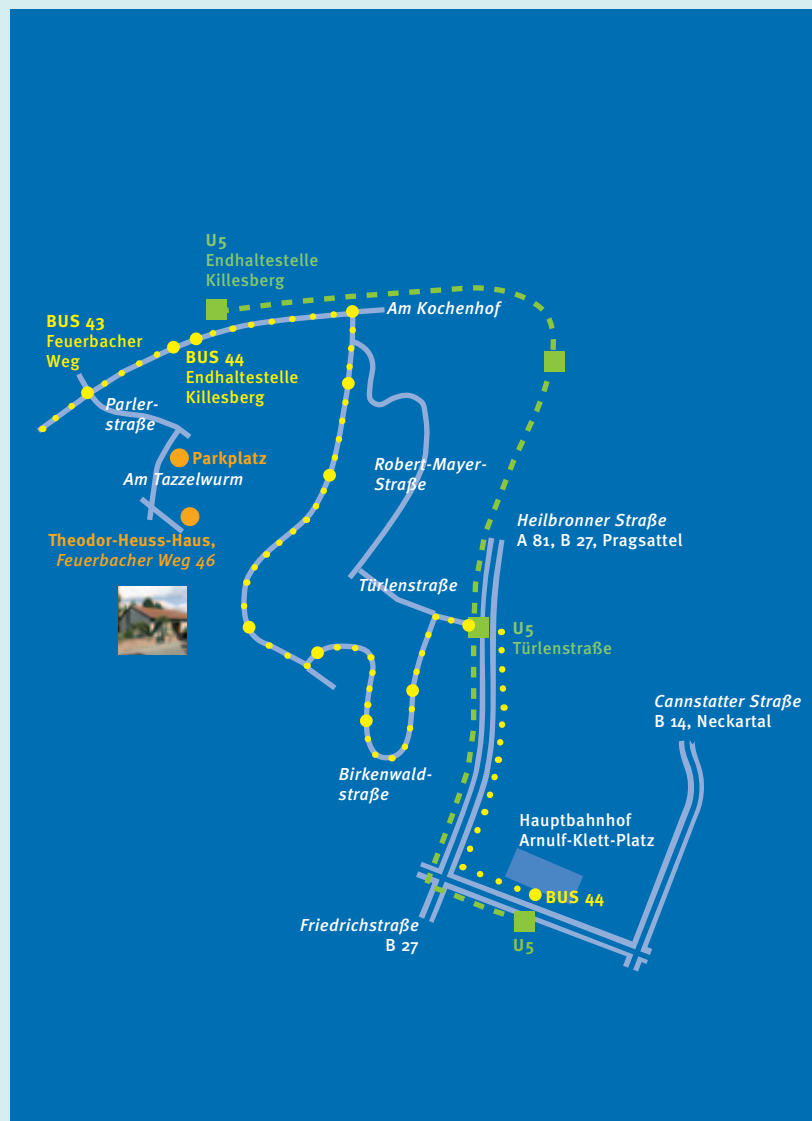 U5
Endhaltestelle
Killesberg
Am Kochenhof
BUS 43
Feuerbacher
Weg
BUS 44
Endhaltestelle
Killesberg
Parler-
straße
Parkplatz
Am Tazzelwurm
Robert-Mayer-
Straße
Heilbronner Straße
A 81, B 27, Pragsattel
Theodor-Heuss-Haus,
Feuerbacher Weg 46
Türlenstraße
U5
Türlenstraße
Cannstatter Straße
B 14, Neckartal
Birkenwald-
straße
Hauptbahnhof
Arnulf-Klett-Platz
BUS 44
Friedrichstraße
B 27
U5